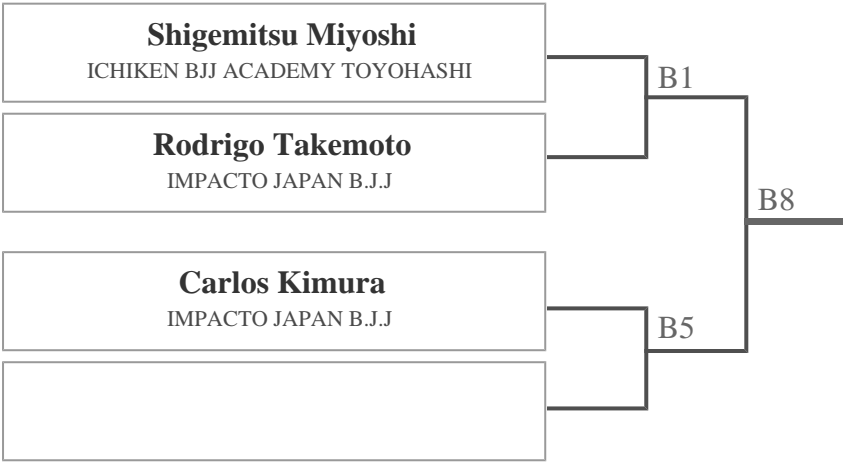 Shigemitsu Miyoshi
ICHIKEN BJJ ACADEMY TOYOHASHI
B1
Rodrigo Takemoto
IMPACTO JAPAN B.J.J
B8
Carlos Kimura
IMPACTO JAPAN B.J.J
B5